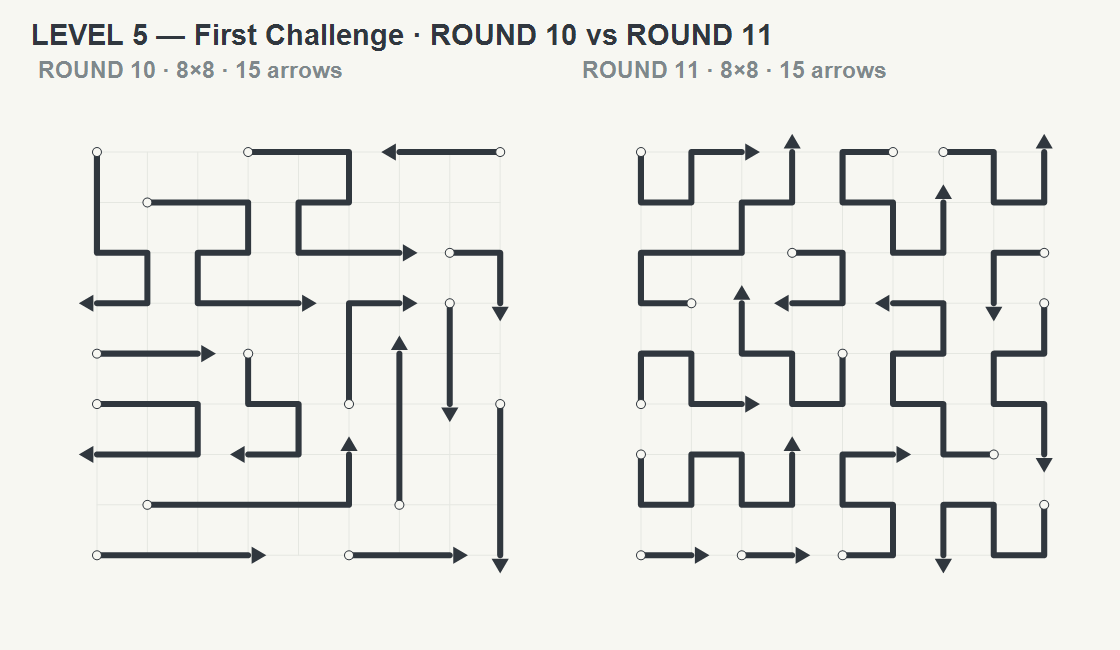 LEVEL 5 — First Challenge · ROUND 10 vs ROUND 11
ROUND 10 · 8×8 · 15 arrows
ROUND 11 · 8×8 · 15 arrows